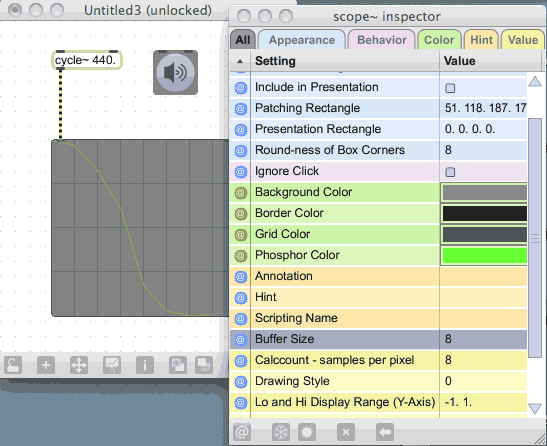 Untitled3 (unlocked)
cycle~ 440.
scope~ inspector
All Appearance Behavior Color Hint Value
Setting Value
Include in Presentation
Patching Rectangle 51. 118. 187. 17
Presentation Rectangle 0. 0. 0. 0.
Round-ness of Box Corners 8
Ignore Click
Background Color
Border Color
Grid Color
Phosphor Color
Annotation
Hint
Scripting Name
Buffer Size 8
Calccount - samples per pixel 8
Drawing Style 0
Lo and Hi Display Range (Y-Axis) -1. 1.